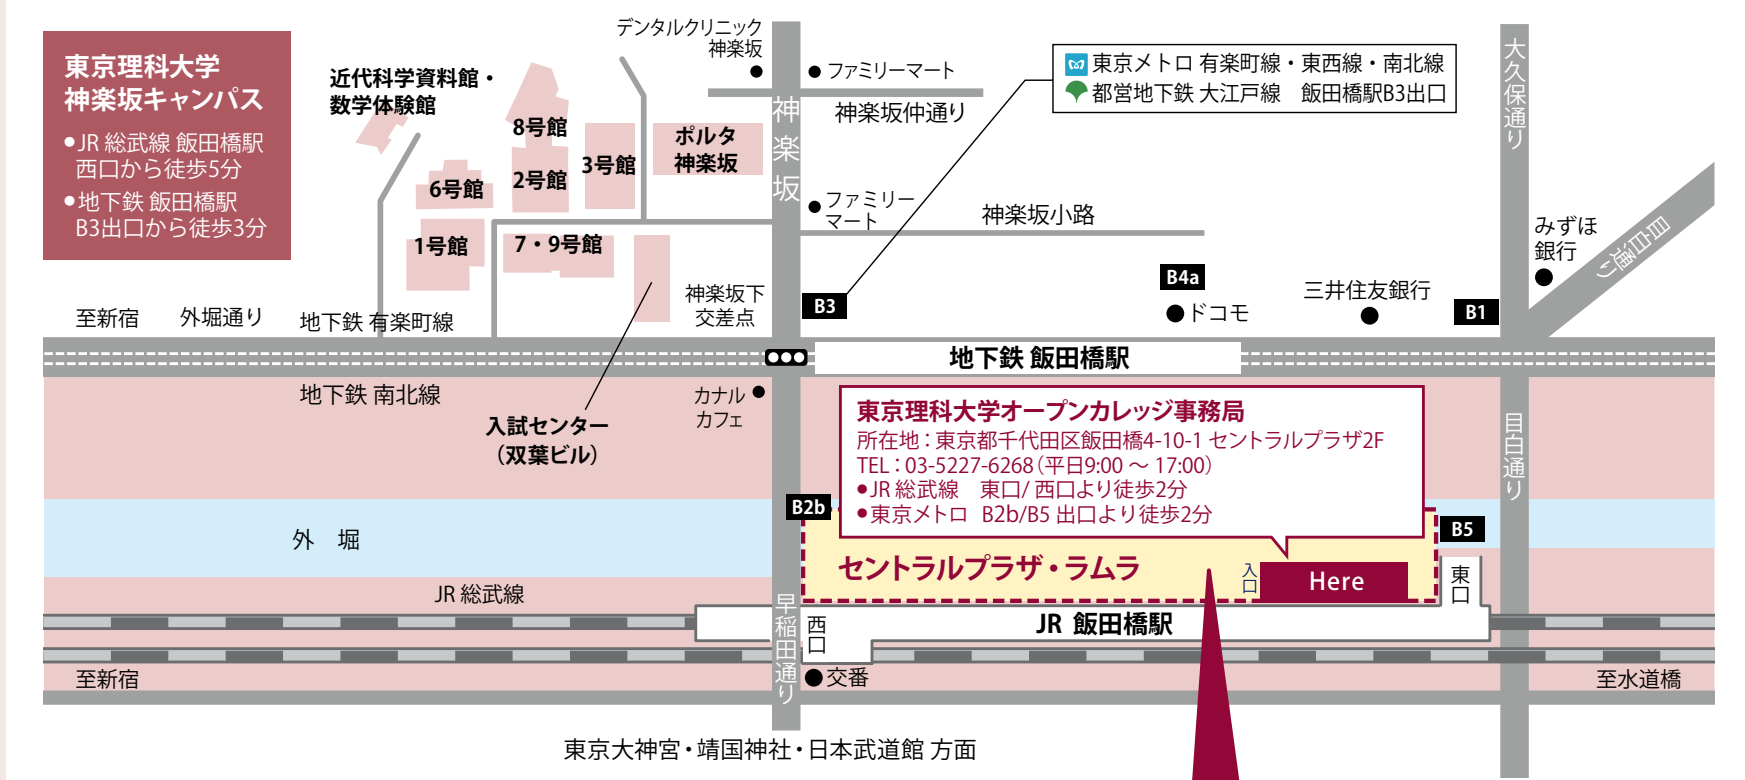 東京理科大学
神楽坂キャンパス
●JR 総武線 飯田橋駅
西口から徒歩5分
●地下鉄 飯田橋駅
B3出口から徒歩3分
近代科学資料館・
数学体験館
8号館
2号館
3号館
6号館
1号館
7・9号館
ポルタ
神楽坂
デンタルクリニック
神楽坂
ファミリーマート
神楽坂仲通り
神楽坂
ファミリー
マート
神楽坂小路
東京メトロ 有楽町線・東西線・南北線
都営地下鉄 大江戸線　飯田橋駅B3出口
大久保通り
目白通り
みずほ
銀行
B4a
ドコモ
三井住友銀行
B1
B3
神楽坂下
交差点
至新宿
外堀通り
地下鉄 有楽町線
地下鉄 飯田橋駅
地下鉄 南北線
入試センター
（双葉ビル）
カナル
カフェ
東京理科大学オープンカレッジ事務局
所在地：東京都千代田区飯田橋4-10-1 セントラルプラザ2F
TEL：03-5227-6268（平日9:00 ～ 17:00）
●JR 総武線　東口/ 西口より徒歩2分
●東京メトロ　B2b/B5 出口より徒歩2分
目白通り
B2b
B5
外　堀
セントラルプラザ・ラムラ
入口
Here
東口
JR 総武線
早稲田通り
西口
JR 飯田橋駅
至新宿
交番
至水道橋
東京大神宮・靖国神社・日本武道館 方面